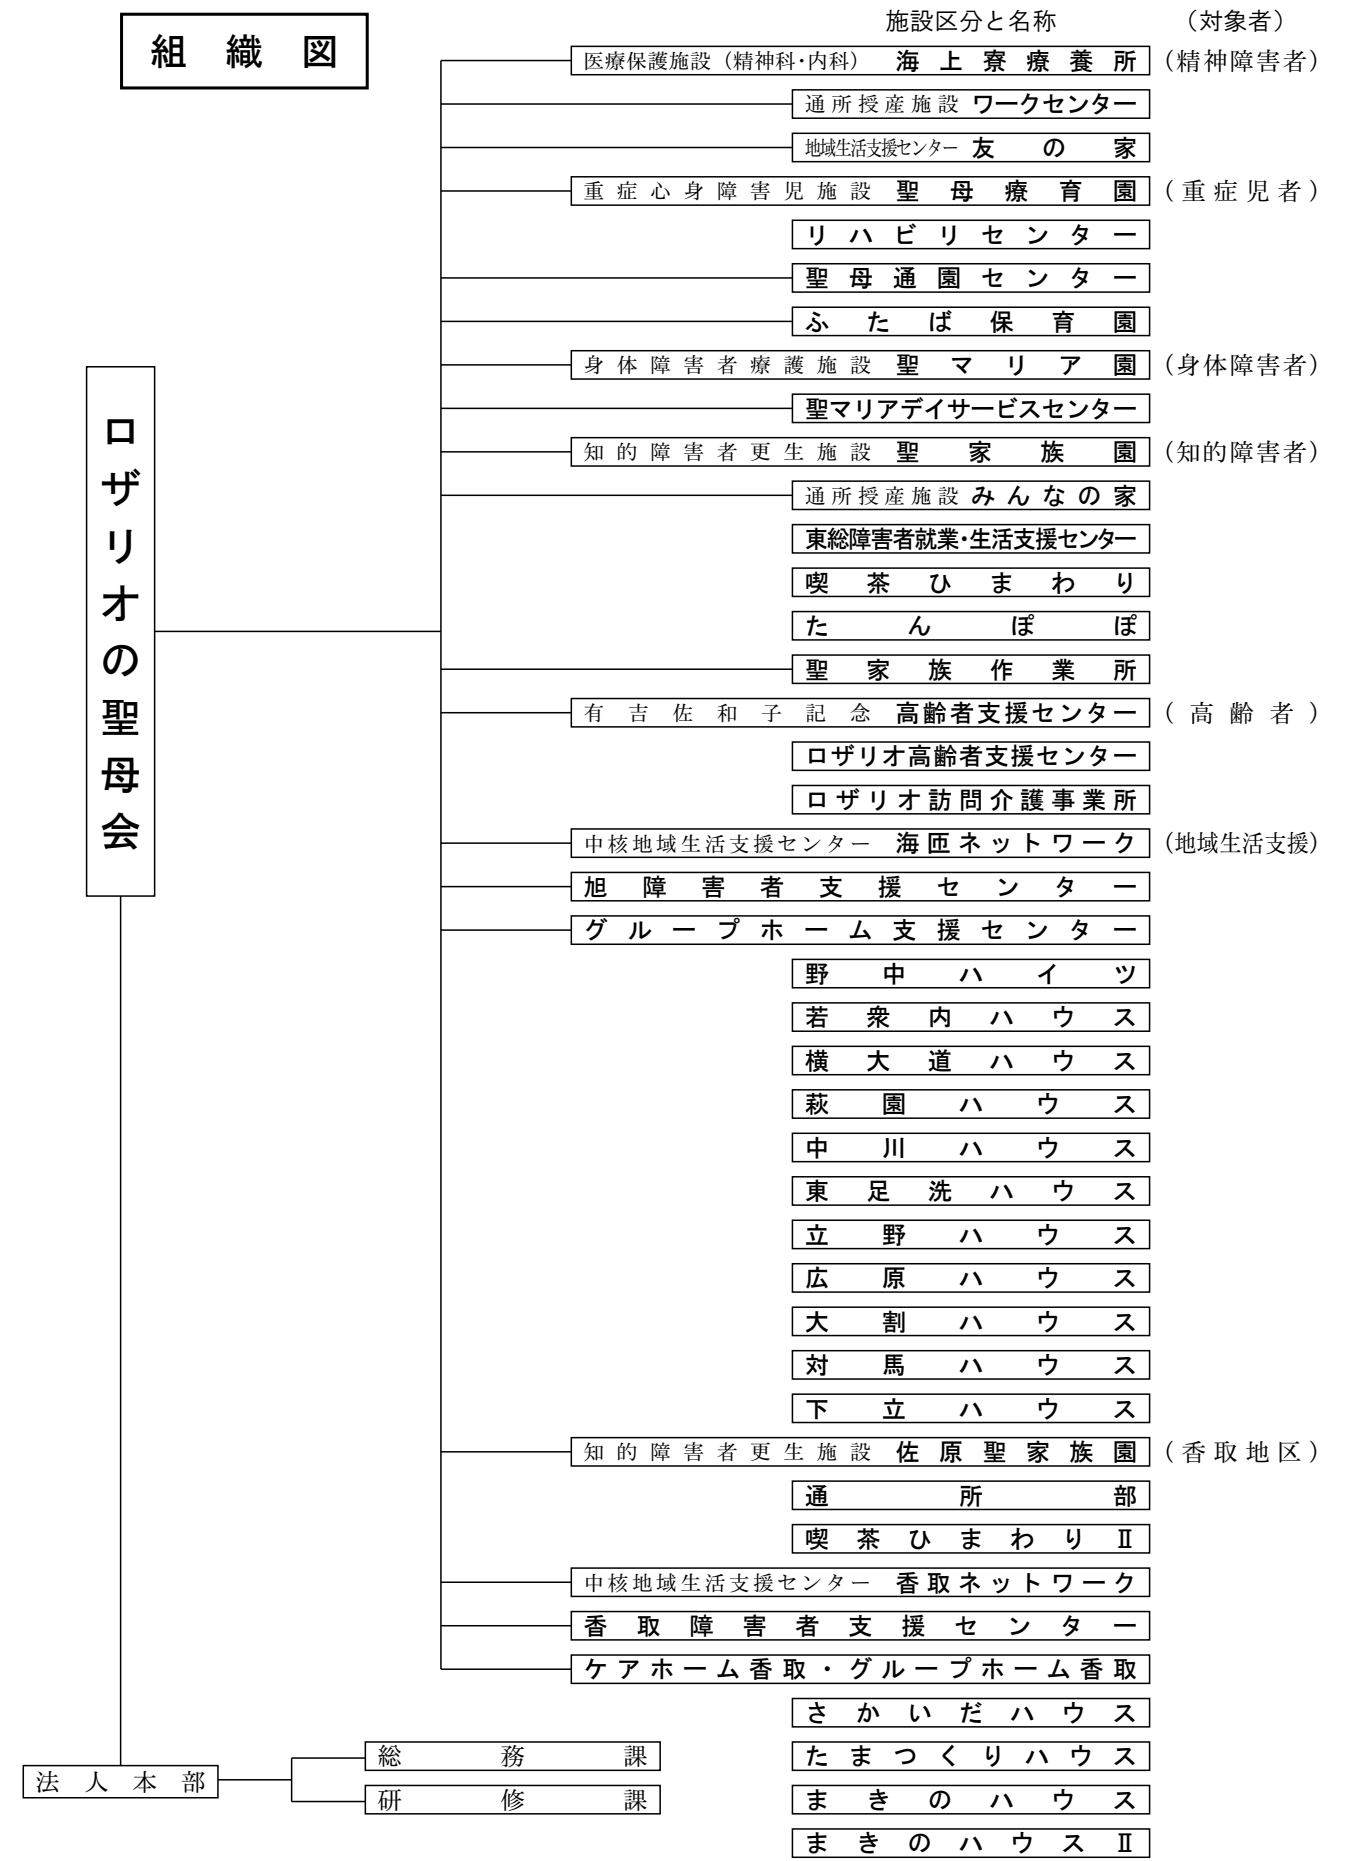 組織図
施設区分と名称 （対象者）
医療保護施設（精神科・内科） 海上寮療養所 （精神障害者）
通所授産施設 ワークセンター
地域生活支援センター 友の家
重症心身障害児施設 聖母療育園 （重症児者）
リハビリセンター
聖母通園センター
ふたば保育園
身体障害者療護施設 聖マリア園 （身体障害者）
聖マリアデイサービスセンター
知的障害者更生施設 聖家族園 （知的障害者）
通所授産施設 みんなの家
東総障害者就業・生活支援センター
喫茶ひまわり
たんぽぽ
聖家族作業所
有吉佐和子記念 高齢者支援センター （高齢者）
ロザリオ高齢者支援センター
ロザリオ訪問介護事業所
中核地域生活支援センター 海匝ネットワーク （地域生活支援）
旭障害者支援センター
グループホーム支援センター
野中ハイツ
若衆内ハウス
横大道ハウス
萩園ハウス
中川ハウス
東足洗ハウス
立野ハウス
広原ハウス
大割ハウス
対馬ハウス
下立ハウス
知的障害者更生施設 佐原聖家族園 （香取地区）
通所部
喫茶ひまわりⅡ
中核地域生活支援センター 香取ネットワーク
香取障害者支援センター
ケアホーム香取・グループホーム香取
さかいだハウス
たまつくりハウス
まきのハウス
まきのハウスⅡ
ロザリオの聖母会
法人本部
総務課
研修課